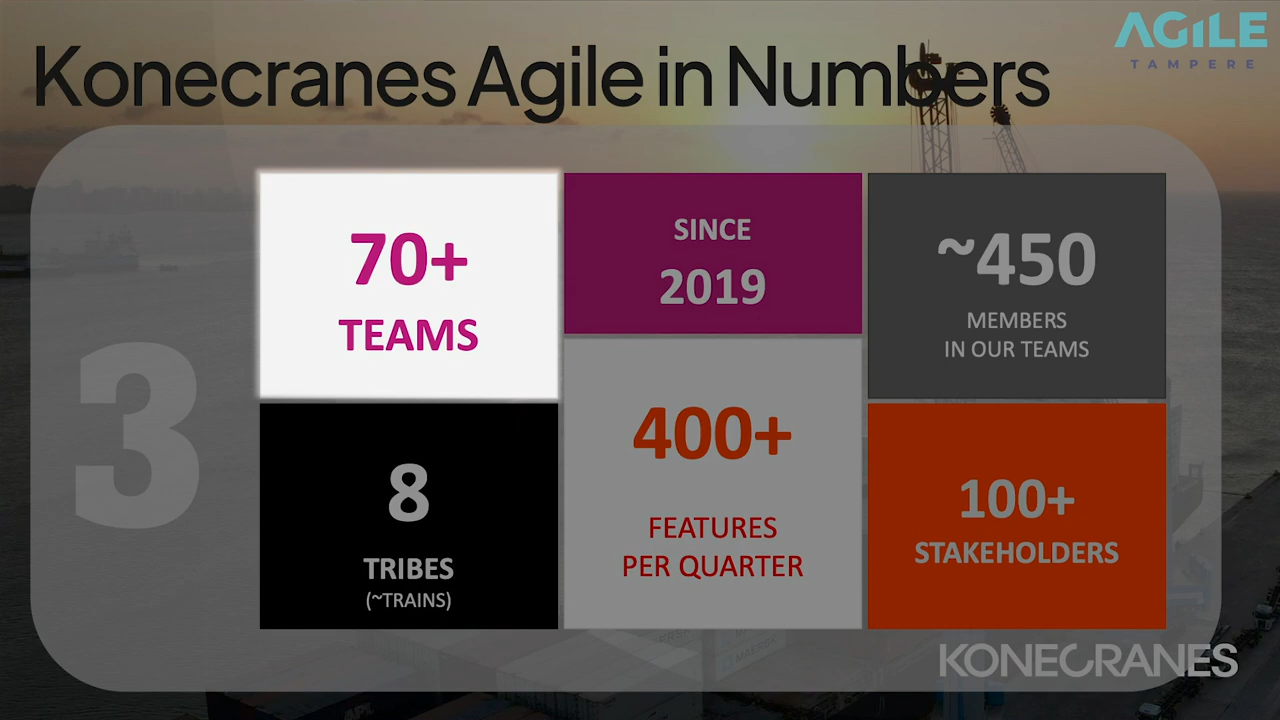 AGILE
TAMPERE
Konecranes Agile in Numbers
3
70+
TEAMS
SINCE
2019
~450
MEMBERS
IN OUR TEAMS
8
TRIBES
(~TRAINS)
400+
FEATURES
PER QUARTER
100+
STAKEHOLDERS
MAERSK
KONECRANES